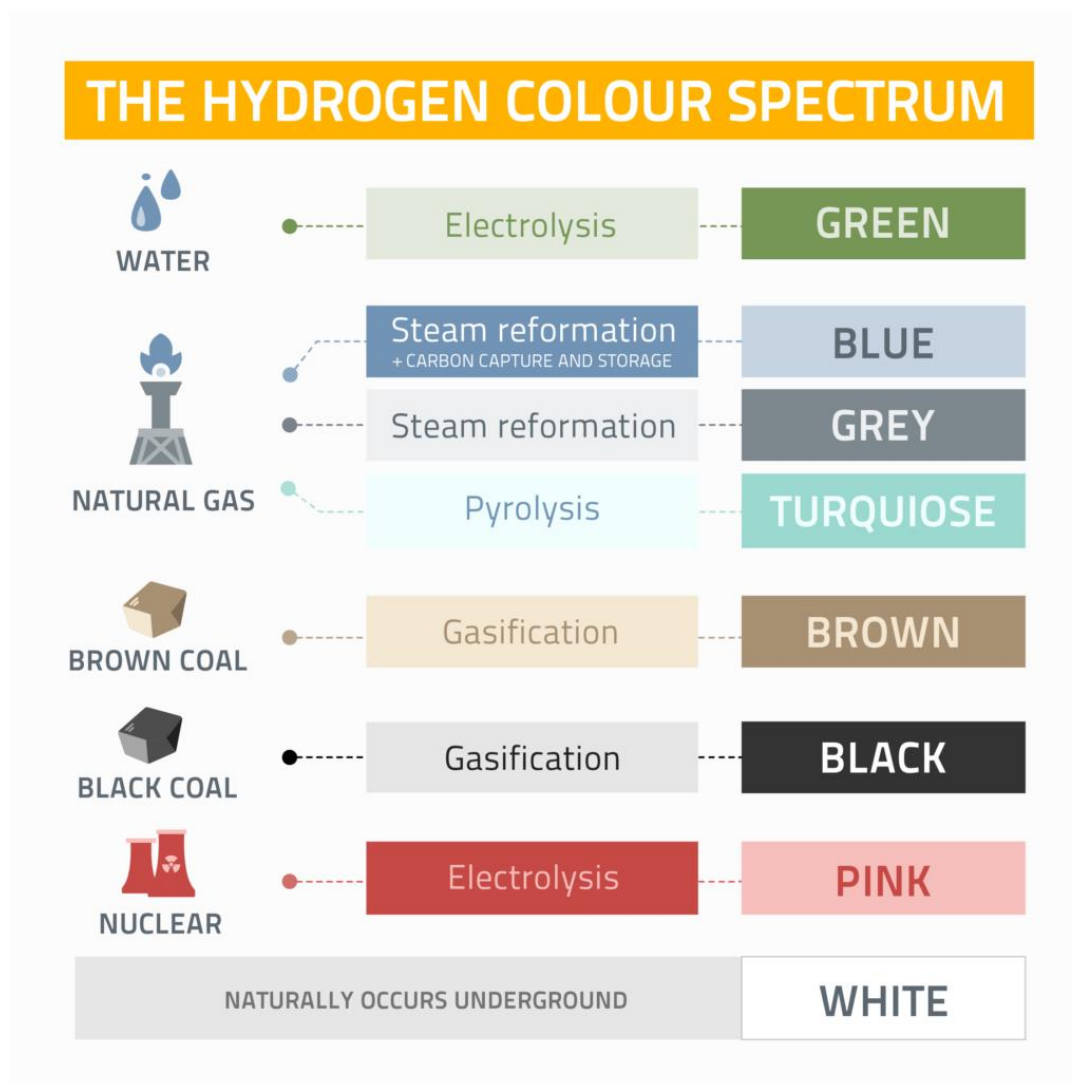 THE HYDROGEN COLOUR SPECTRUM
WATER
Electrolysis
GREEN
NATURAL GAS
Steam reformation
+ CARBON CAPTURE AND STORAGE
BLUE
Steam reformation
GREY
Pyrolysis
TURQUIOSE
BROWN COAL
Gasification
BROWN
BLACK COAL
Gasification
BLACK
NUCLEAR
Electrolysis
PINK
NATURALLY OCCURS UNDERGROUND
WHITE